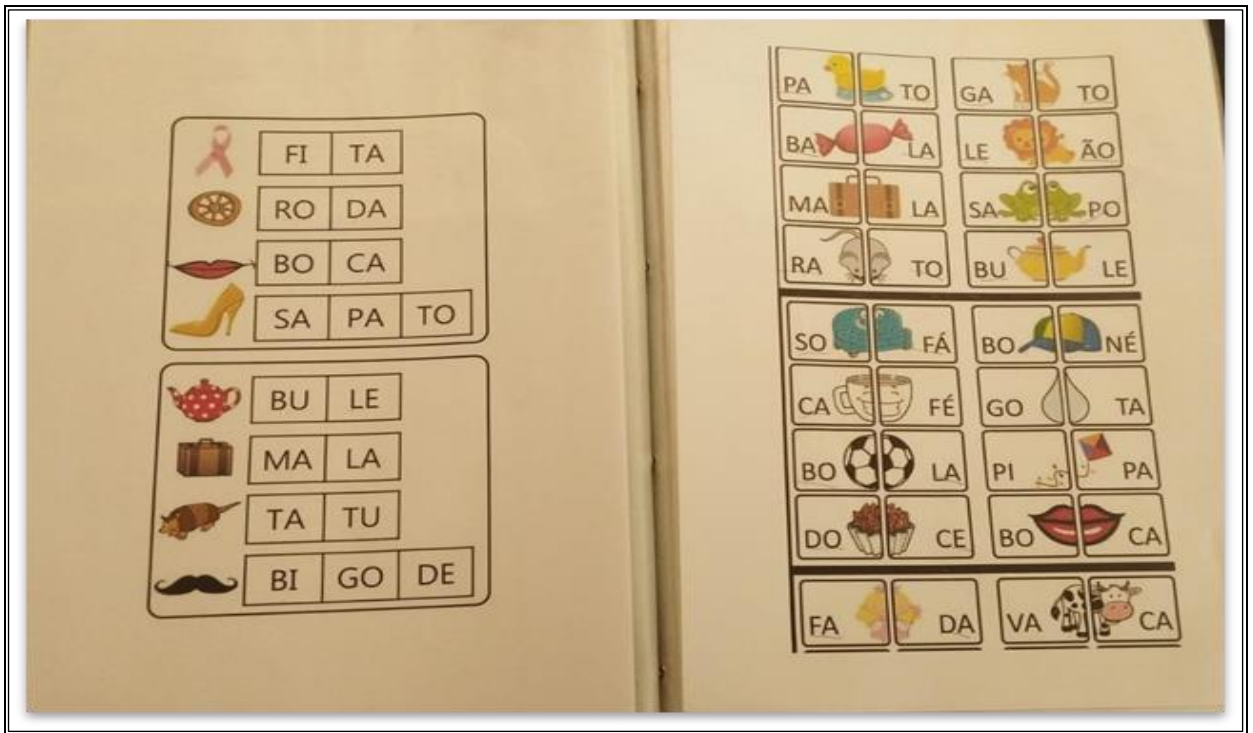 FI TA
RO DA
BO CA
SA PA TO
BU LE
MA LA
TA TU
BI GO DE
PA TO GA TO
BA LA LE ÃO
MA LA SA PO
RA TO BU LE
SO FÁ BO NÉ
CA FÉ GO TA
BO LA PI PA
DO CE BO CA
FA DA VA CA